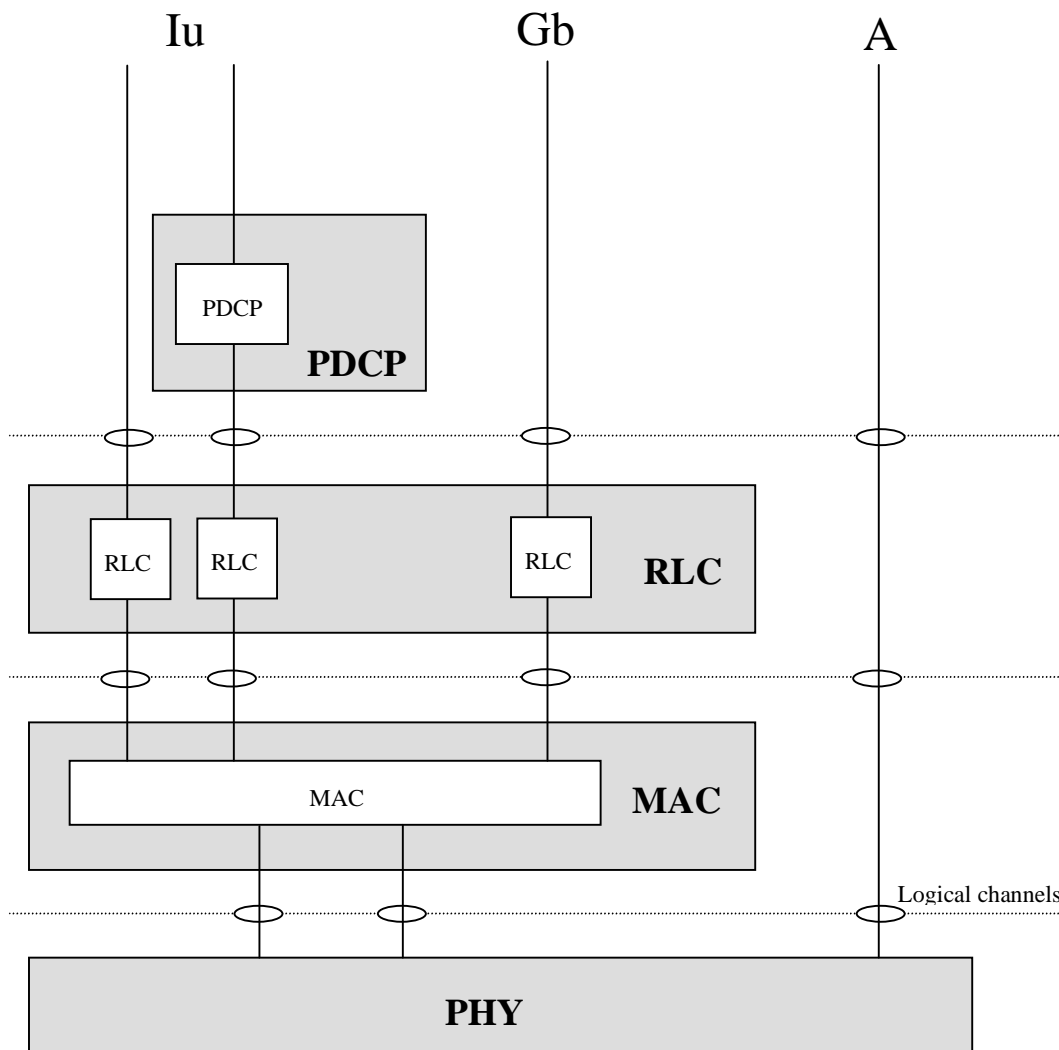 Iu
Gb
A
PDCP
PDCP
RLC
RLC
RLC
RLC
MAC
MAC
Logical channels
PHY